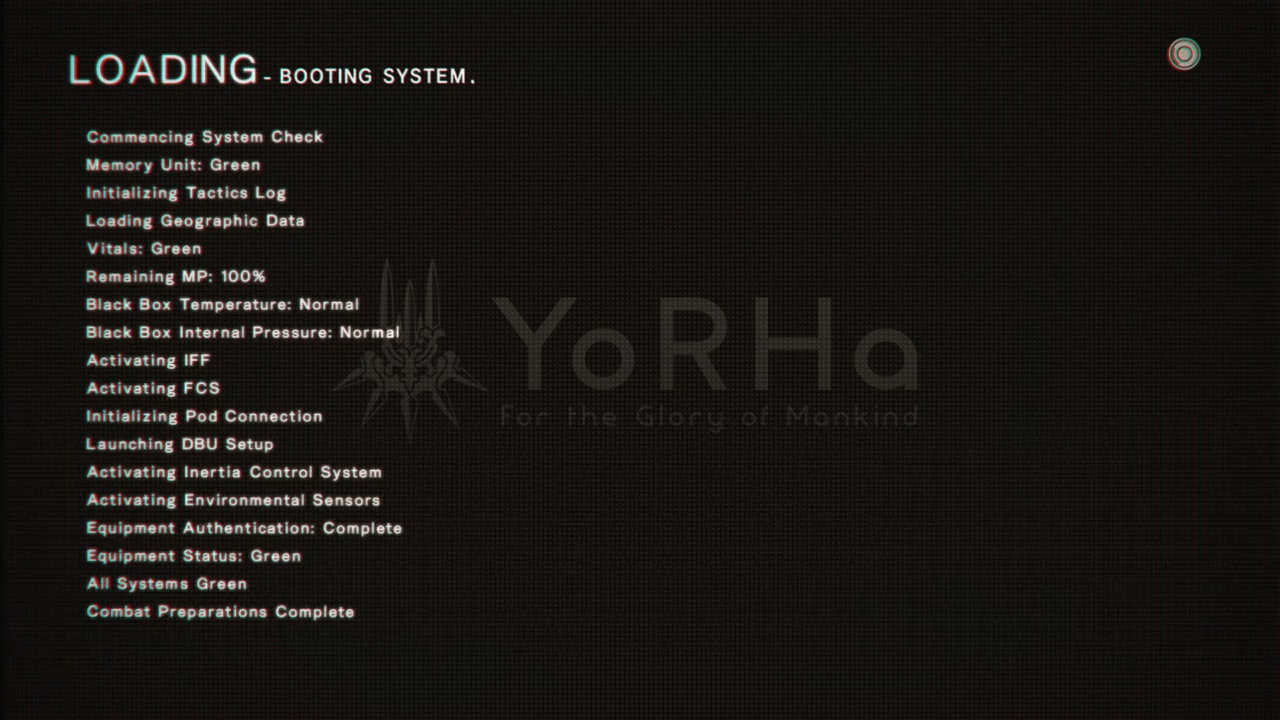 LOADING - BOOTING SYSTEM.
Commencing System Check
Memory Unit: Green
Initializing Tactics Log
Loading Geographic Data
Vitals: Green
Remaining MP: 100%
Black Box Temperature: Normal
Black Box Internal Pressure: Normal
Activating IFF
Activating FCS
Initializing Pod Connection
Launching DBU Setup
Activating Inertia Control System
Activating Environmental Sensors
Equipment Authentication: Complete
Equipment Status: Green
All Systems Green
Combat Preparations Complete
YoRHa
For the Glory of Mankind